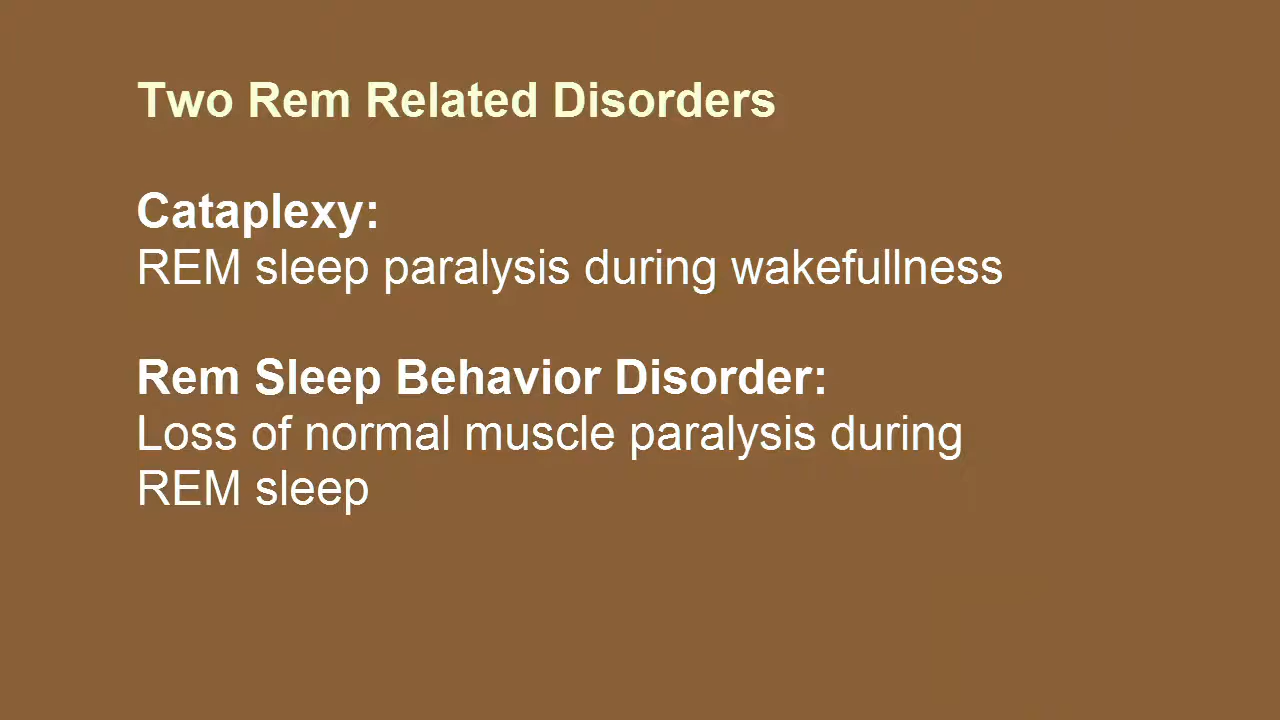 Two Rem Related Disorders
Cataplexy:
REM sleep paralysis during wakefullness
Rem Sleep Behavior Disorder:
Loss of normal muscle paralysis during
REM sleep